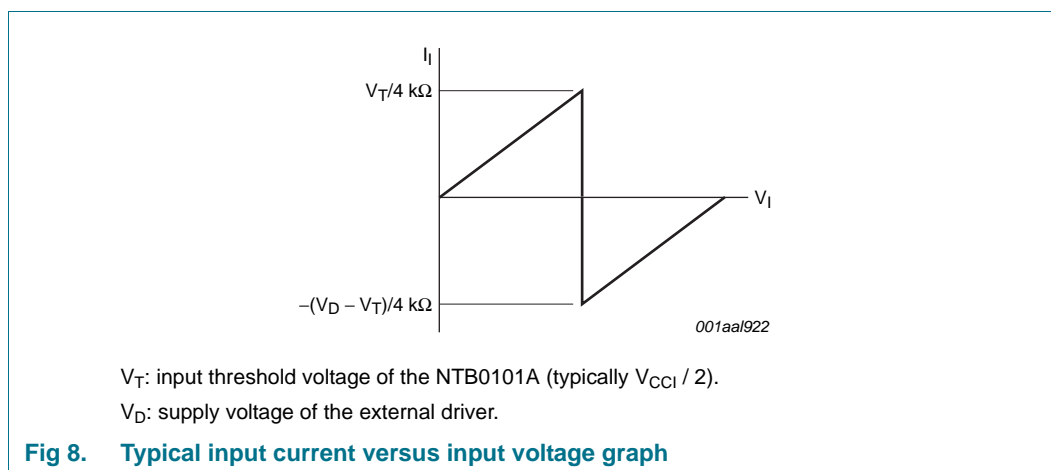 I_I
V_T/4 kΩ
V_I
−(V_D − V_T)/4 kΩ
001aal922
V_T: input threshold voltage of the NTB0101A (typically V_CCI / 2).
V_D: supply voltage of the external driver.
Fig 8. Typical input current versus input voltage graph